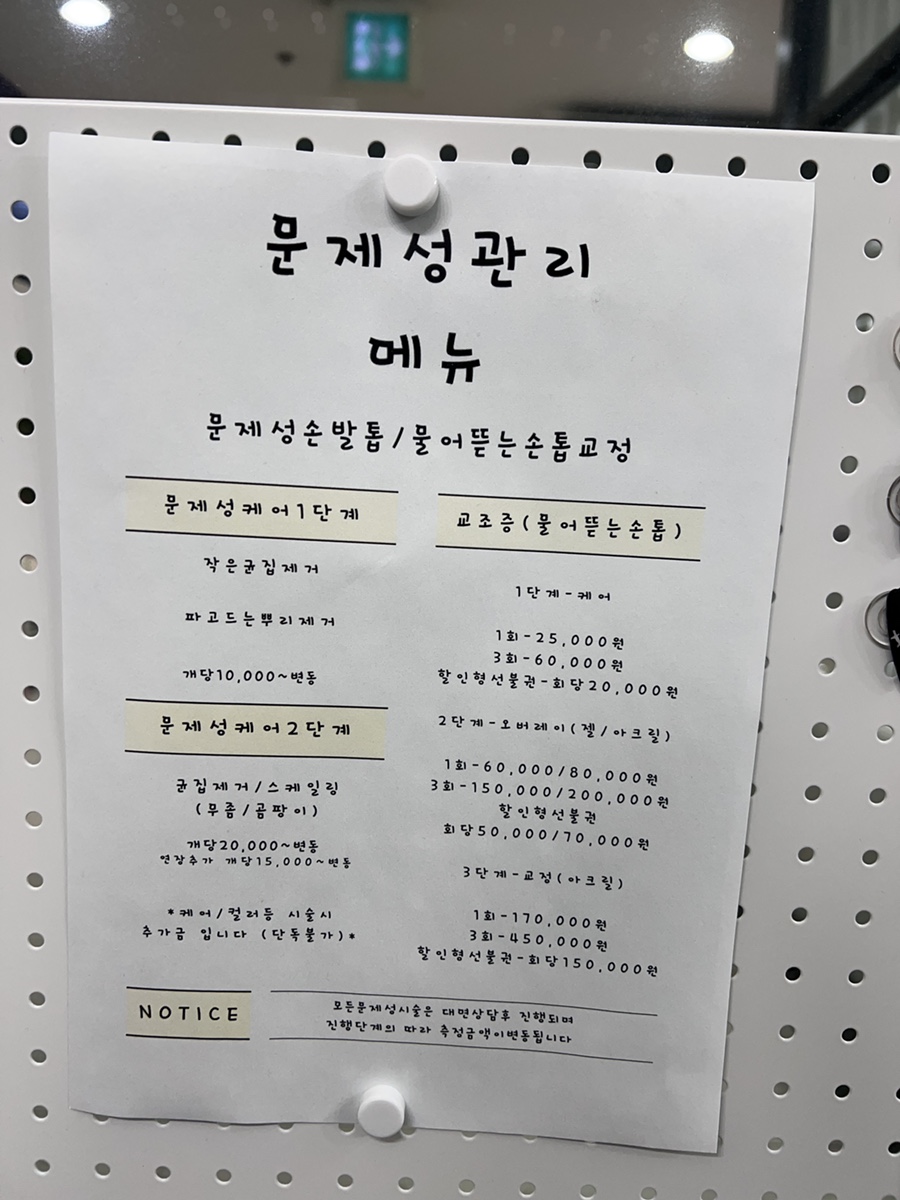 문제성관리
메뉴
문제성손발톱/물어뜯는손톱교정
문제성케어1단계
작은균집제거
파고드는뿌리제거
개당10,000~변동
문제성케어2단계
균집제거/스케일링
(무좀/곰팡이)
개당20,000~변동
연장추가 개당15,000~변동
*케어/컬러등 시술시
추가금 입니다 (단독불가)*
교조증(물어뜯는손톱)
1단계-케어
1회-25,000원
3회-60,000원
할인형선불권-회당20,000원
2단계-오버레이(젤/아크릴)
1회-60,000/80,000원
3회-150,000/200,000원
할인형선불권
회당50,000/70,000원
3단계-교정(아크릴)
1회-170,000원
3회-450,000원
할인형선불권-회당150,000원
NOTICE
모든문제성시술은 대면상담후 진행되며
진행단계의 따라 측정금액이변동됩니다